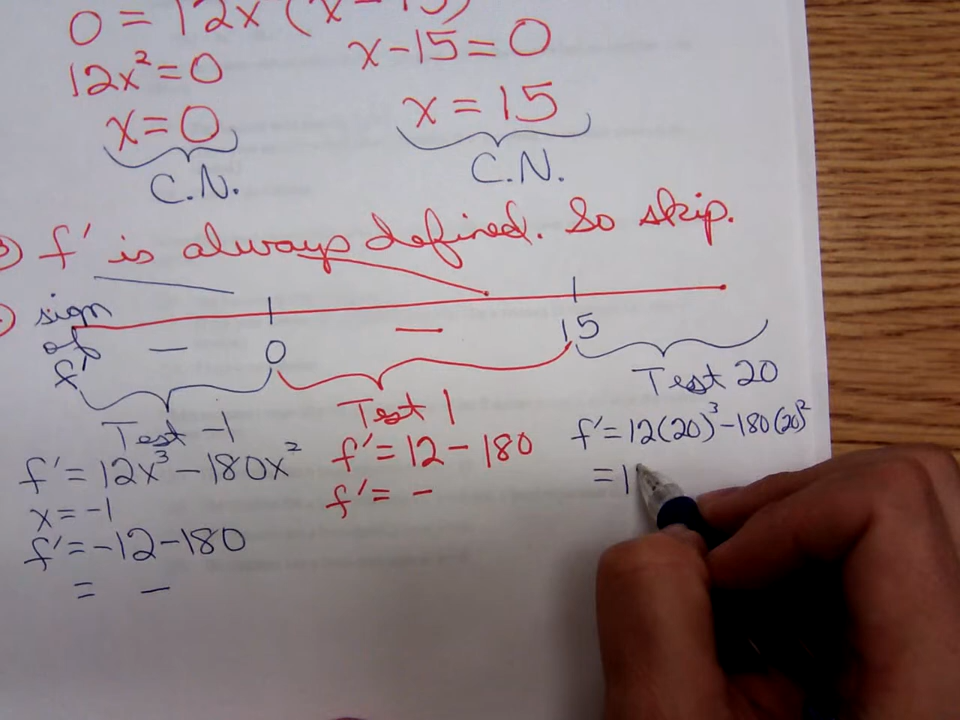 0 = 12x (x-15)
12x² = 0
x-15 = 0
x = 0
x = 15
C.N.
C.N.
f' is always defined. So skip.
sign
of
f'
— 0 — 15
Test -1
f' = 12x³ - 180x²
x = -1
f' = -12 - 180
= -
Test 1
f' = 12 - 180
f' = -
Test 20
f' = 12(20)³ - 180(20)²
= 1